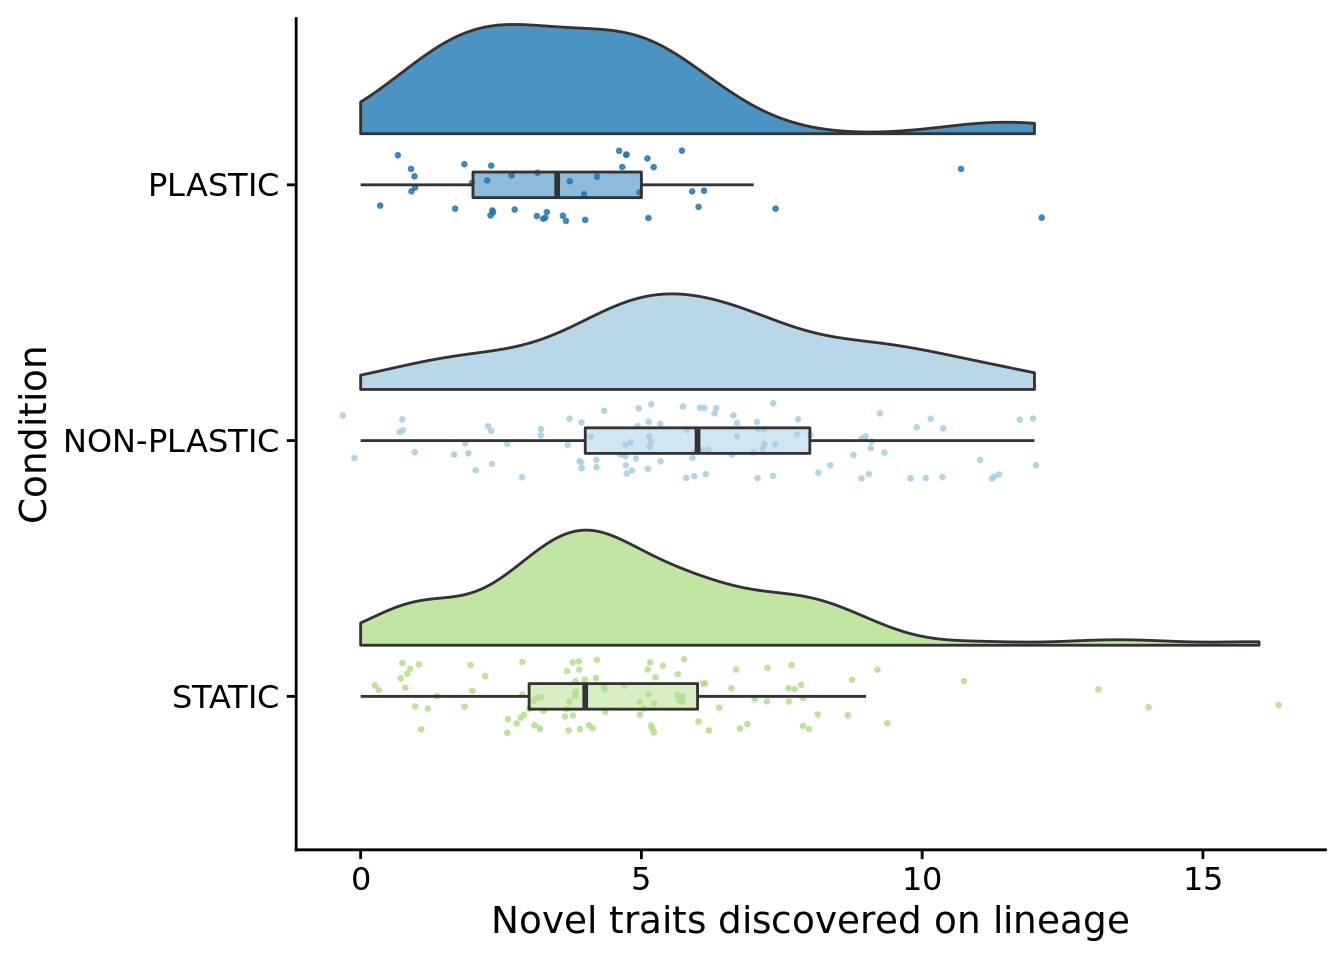 PLASTIC
NON-PLASTIC
STATIC
Condition
0 5 10 15
Novel traits discovered on lineage